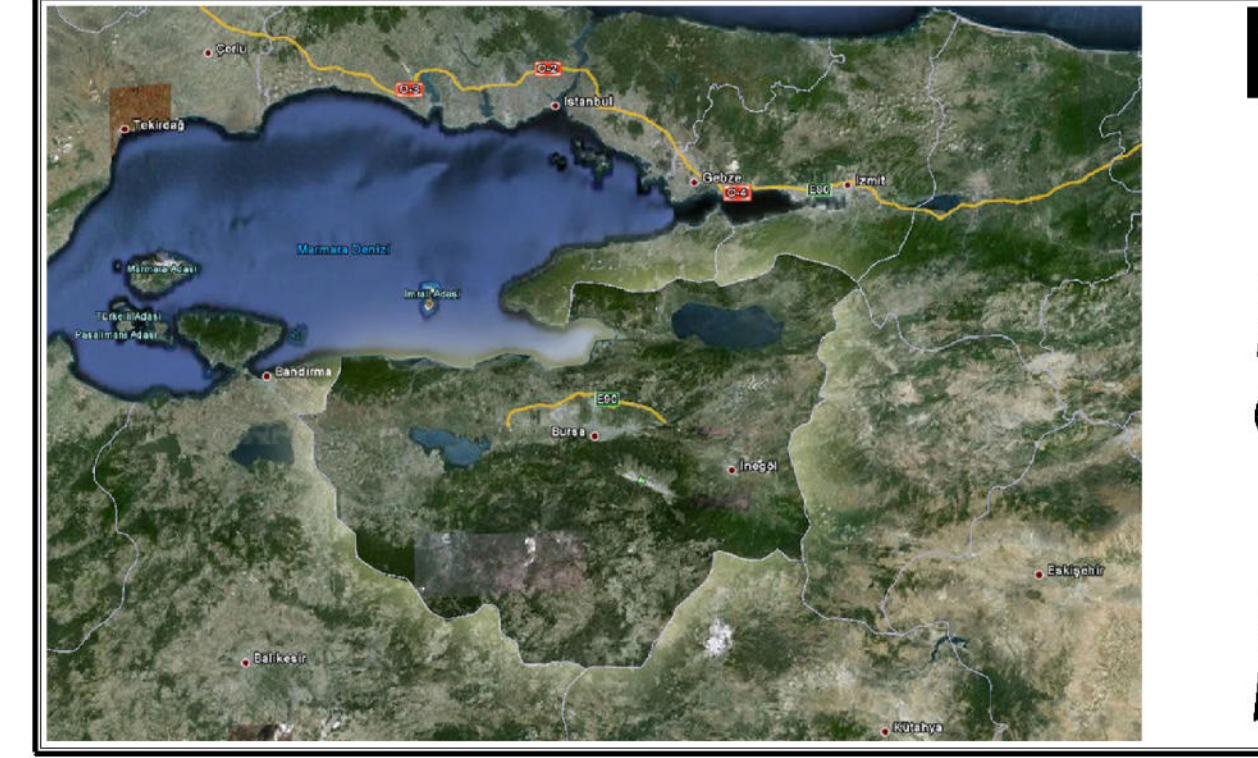 Çorlu
O-3
O-2
İstanbul
Tekirdağ
Gebze
O-4
E80
İzmit
Marmara Denizi
Marmara Adası
İmralı Adası
Türkeli Adası
Paşalimanı Adası
Bandırma
E90
Bursa
İnegöl
Eskişehir
Balıkesir
Kütahya